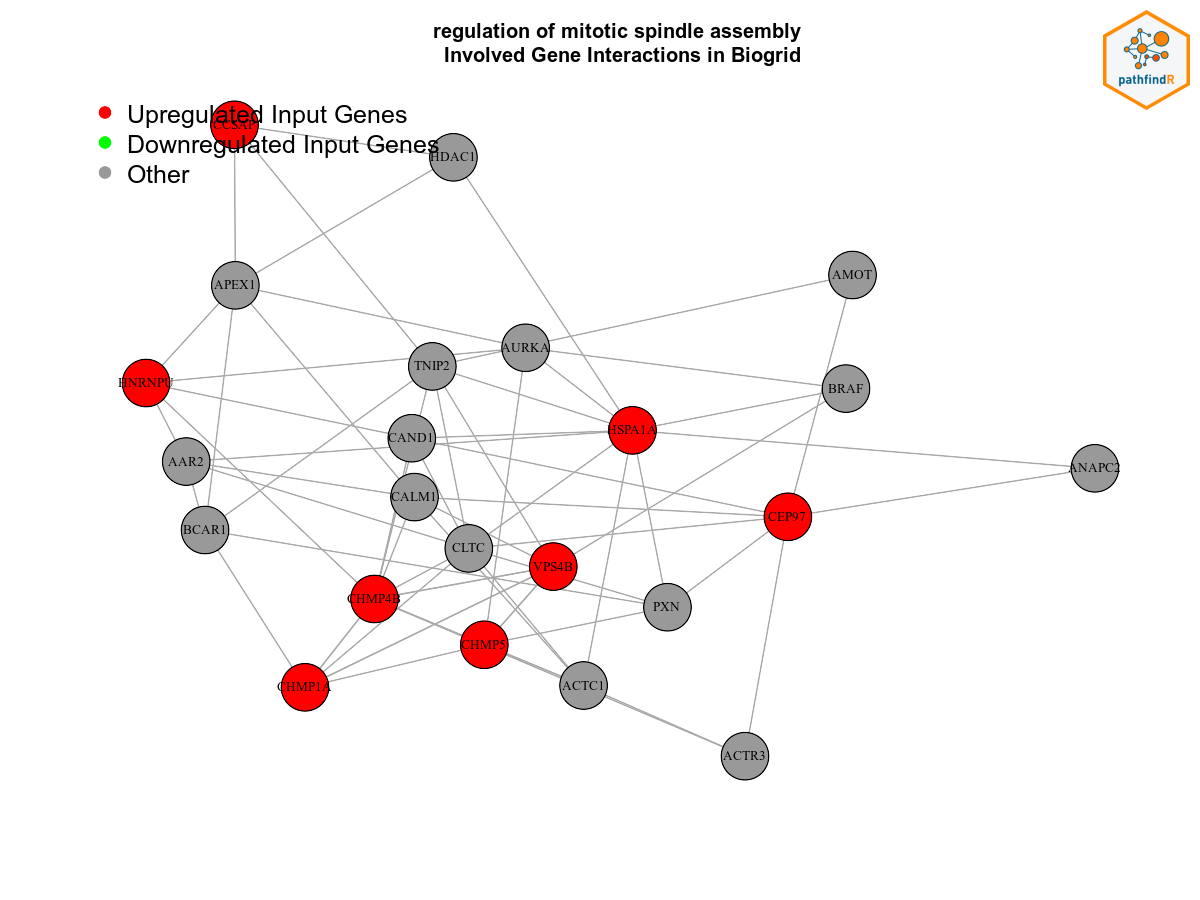 regulation of mitotic spindle assembly
Involved Gene Interactions in Biogrid
pathfindR
Upregulated Input Genes
CCSAP
Downregulated Input Genes
HDAC1
Other
APEX1
AMOT
AURKA
TNIP2
HNRNPU
BRAF
HSPA1A
CAND1
AAR2
ANAPC2
CALM1
CEP97
BCAR1
CLTC
VPS4B
CHMP4B
PXN
CHMP5
CHMP1A
ACTC1
ACTR3